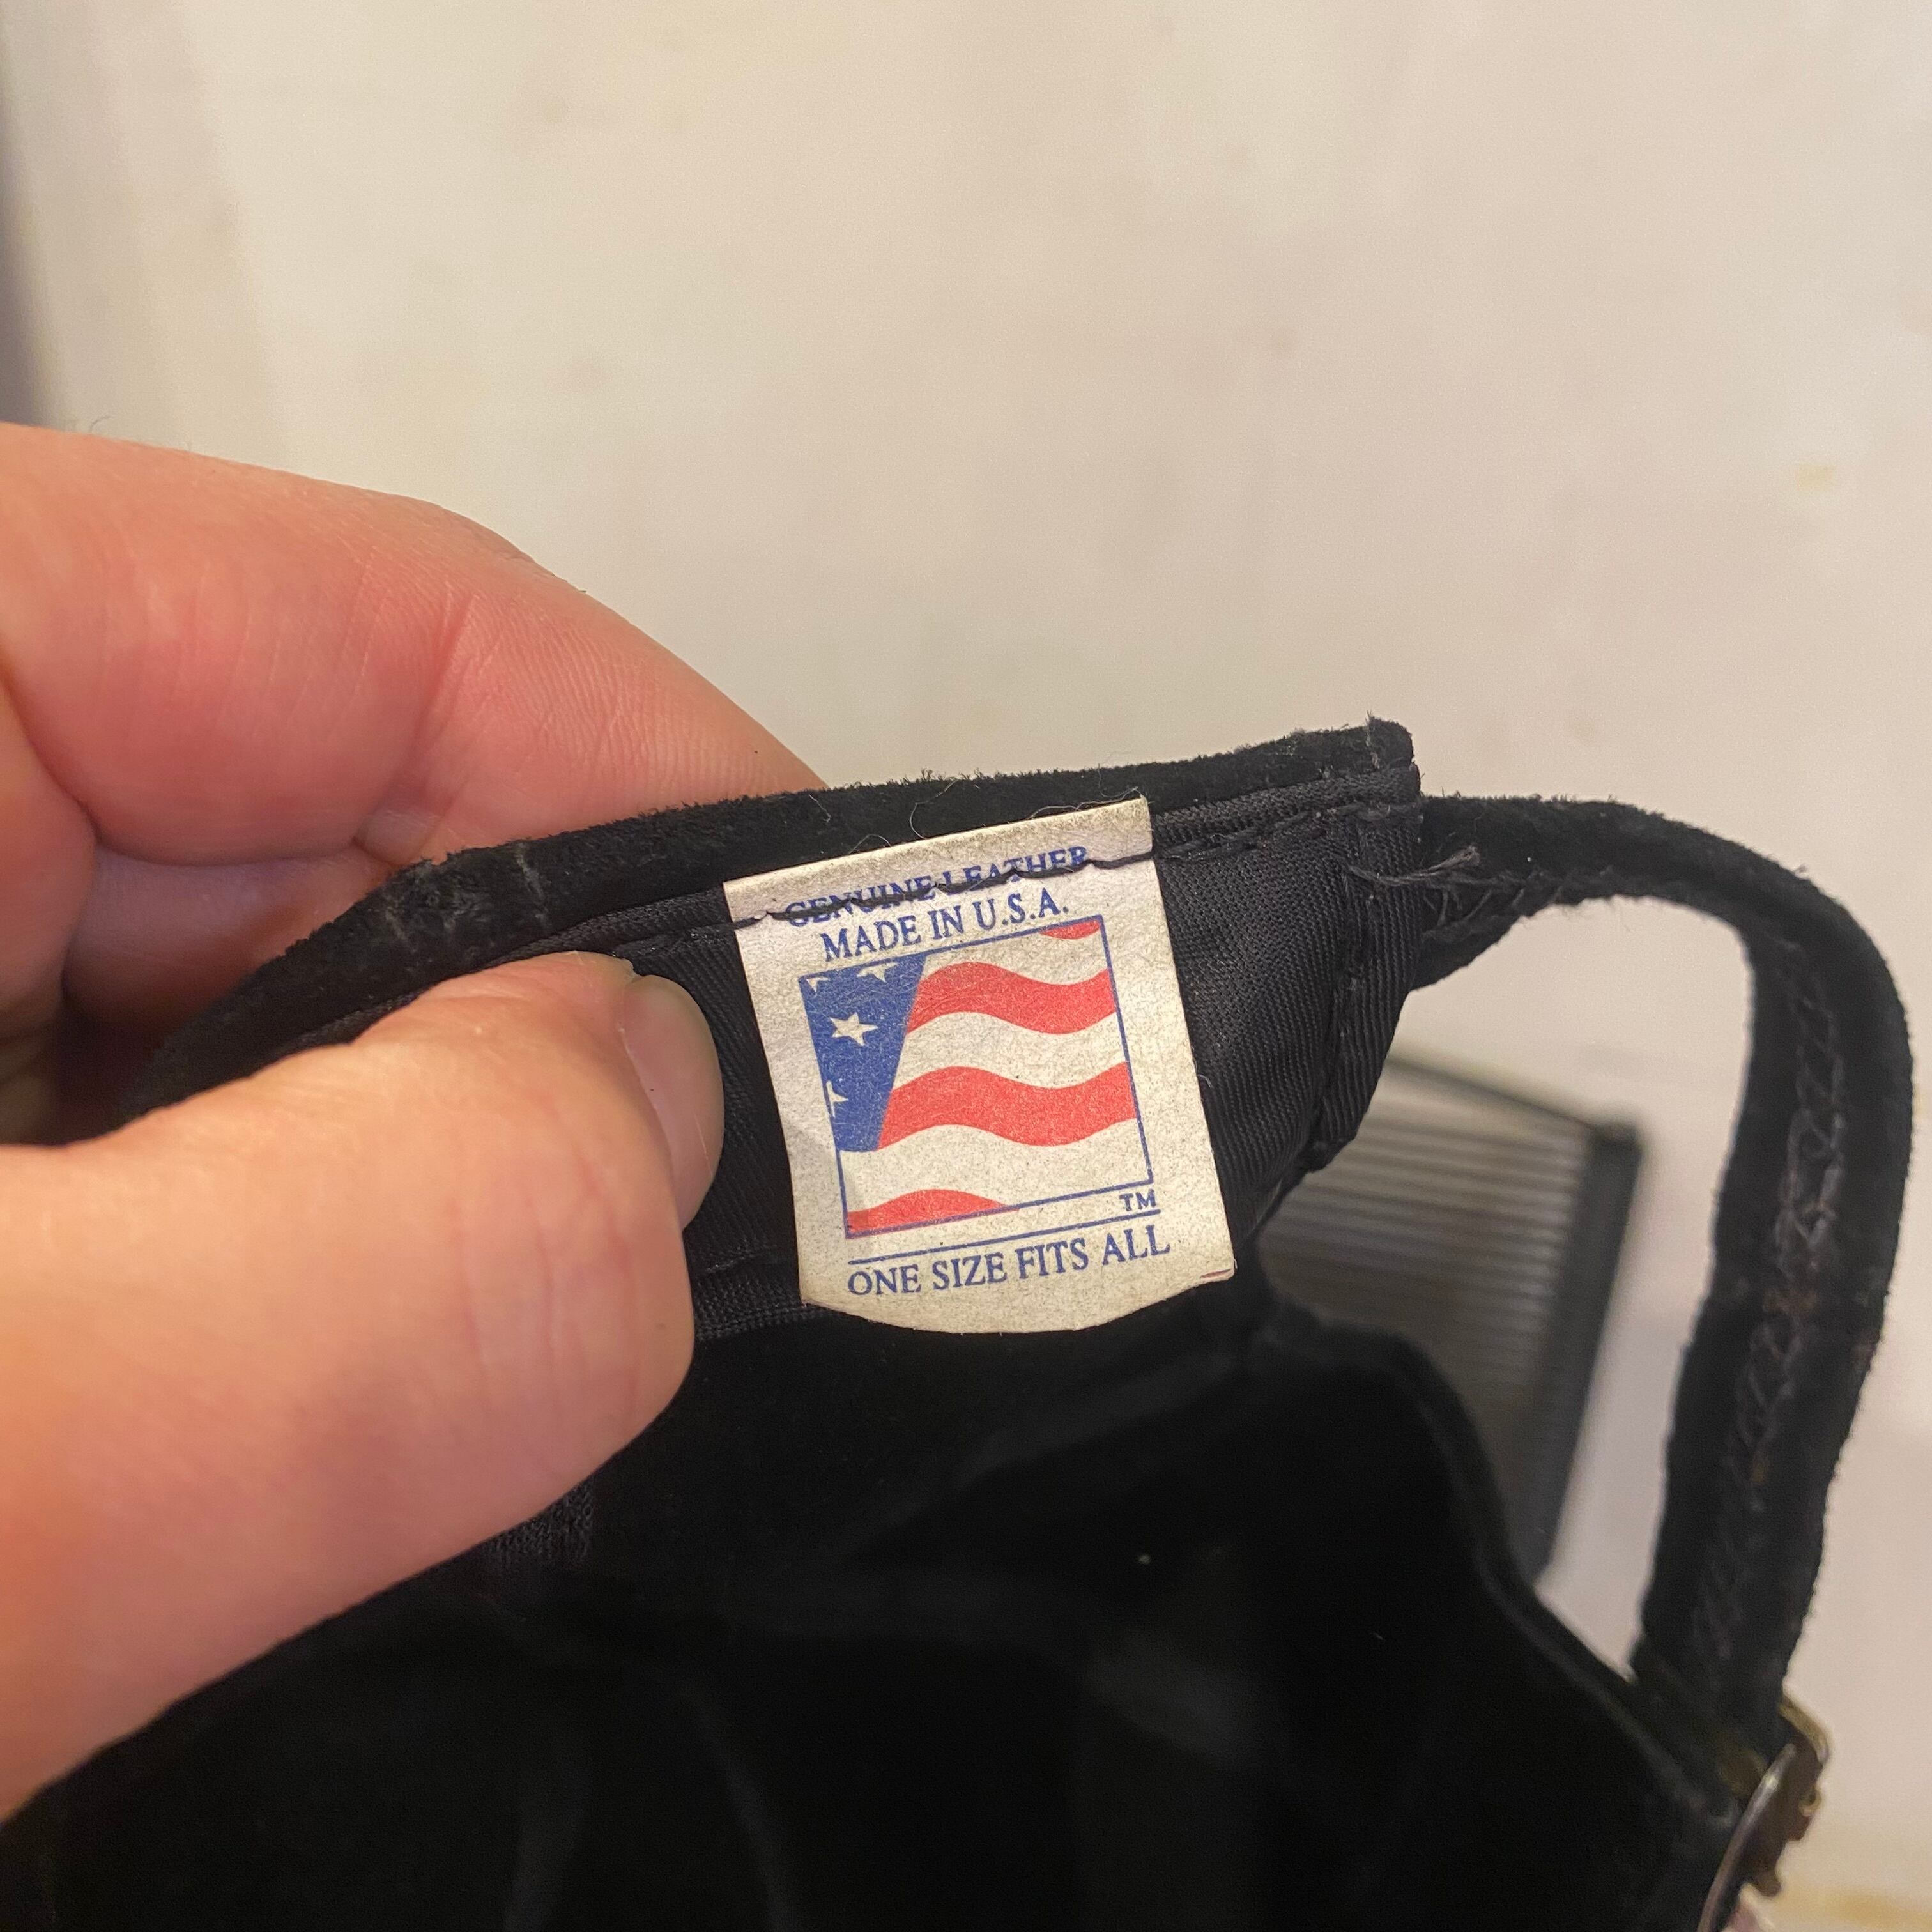 GENUINE LEATHER
MADE IN U.S.A.
TM
ONE SIZE FITS ALL